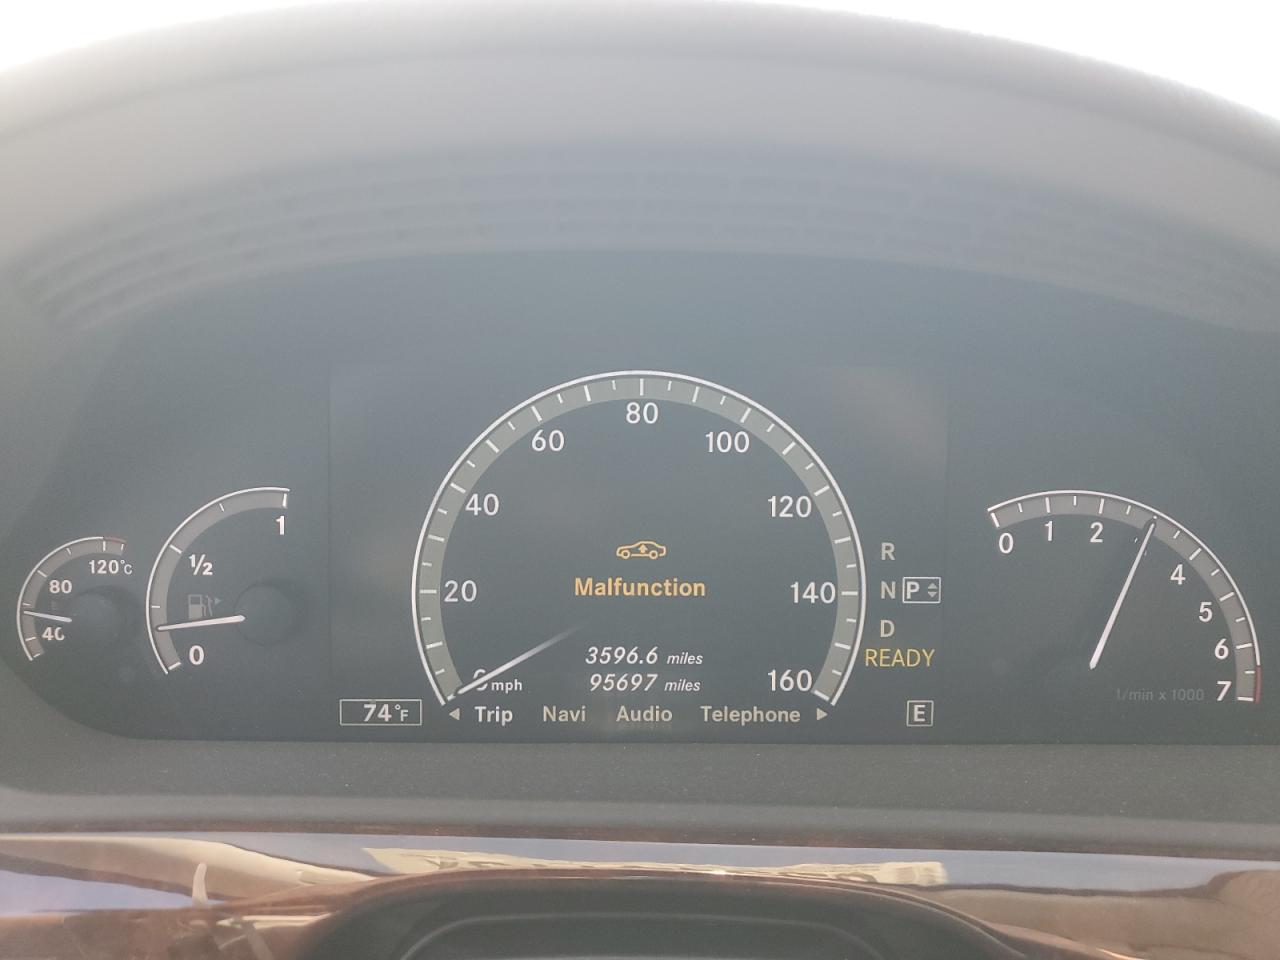 80
60 100
40 120
1 0 1 2
½
120°C
80
Malfunction
R
4
20 140 N P
5
40
D
0
3596.6 miles READY 6
mph 95697 miles 160 1/min x 1000 7
74°F Trip Navi Audio Telephone E